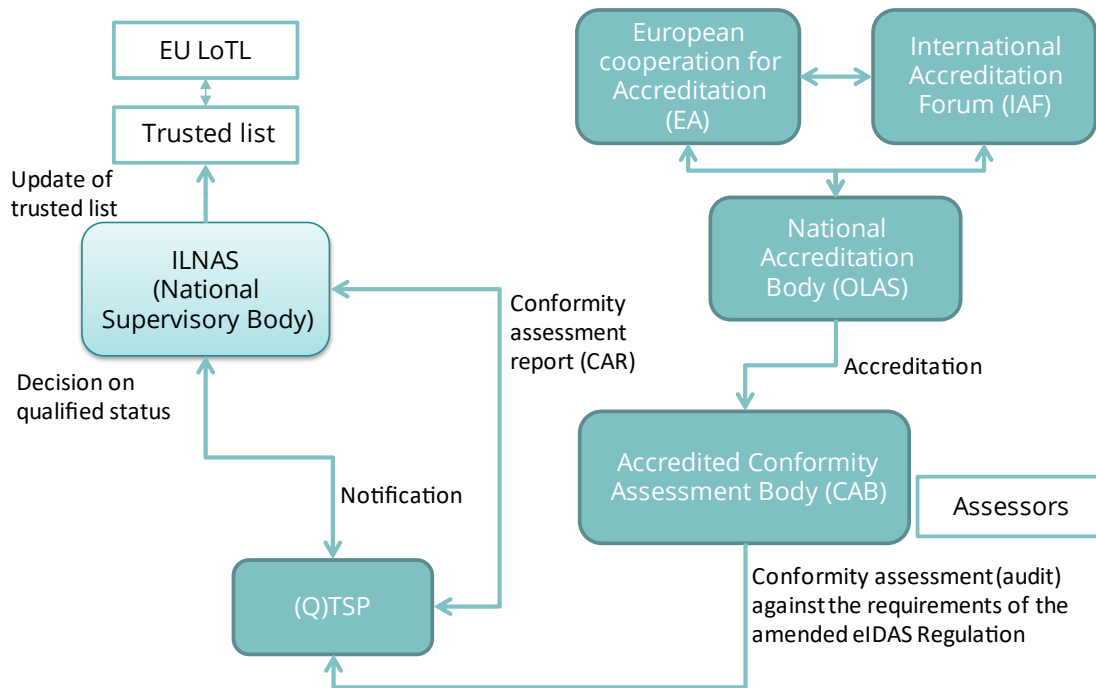 EU LoTL
Trusted list
Update of
trusted list
ILNAS
(National
Supervisory Body)
Decision on
qualified status
Notification
(Q)TSP
Conformity
assessment
report (CAR)
European
cooperation for
Accreditation
(EA)
International
Accreditation
Forum (IAF)
National
Accreditation
Body (OLAS)
Accreditation
Accredited Conformity
Assessment Body (CAB)
Assessors
Conformity assessment (audit)
against the requirements of the
amended eIDAS Regulation